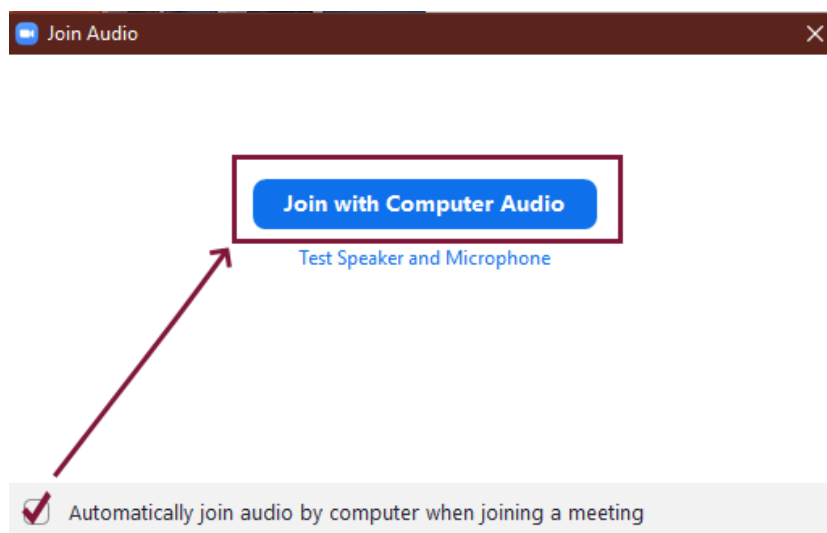 Join Audio
Join with Computer Audio
Test Speaker and Microphone
Automatically join audio by computer when joining a meeting